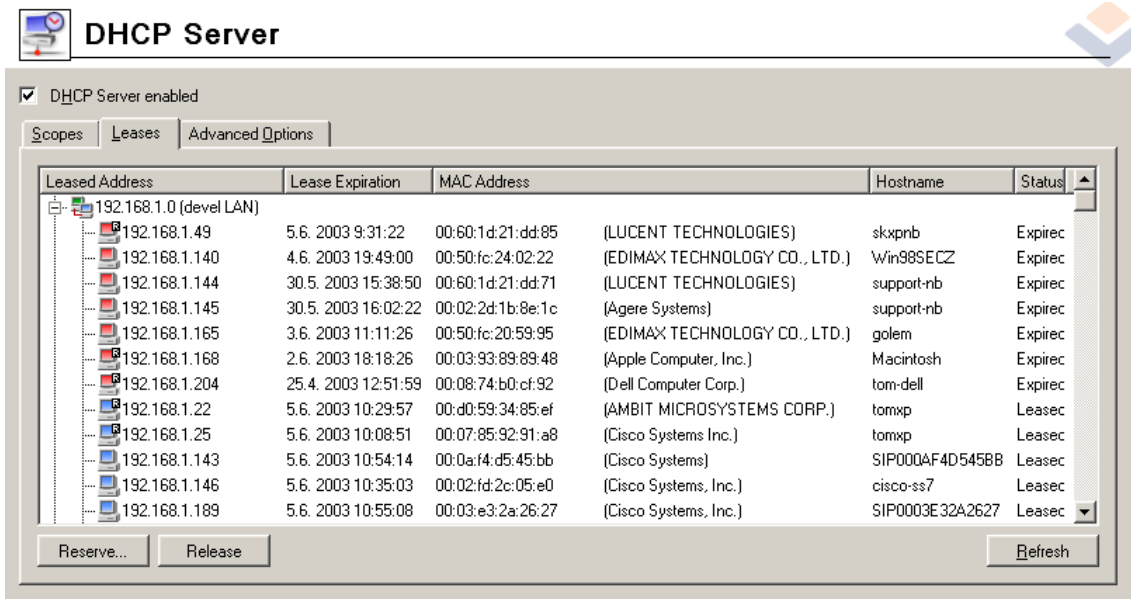 DHCP Server
DHCP Server enabled
Scopes Leases Advanced Options
Leased Address Lease Expiration MAC Address Hostname Status
192.168.1.0 (devel LAN)
R 192.168.1.49 5.6. 2003 9:31:22 00:60:1d:21:dd:85 (LUCENT TECHNOLOGIES) skxpnb Expirec
192.168.1.140 4.6. 2003 19:49:00 00:50:fc:24:02:22 (EDIMAX TECHNOLOGY CO., LTD.) Win98SECZ Expirec
192.168.1.144 30.5. 2003 15:38:50 00:60:1d:21:dd:71 (LUCENT TECHNOLOGIES) support-nb Expirec
192.168.1.145 30.5. 2003 16:02:22 00:02:2d:1b:8e:1c (Agere Systems) support-nb Expirec
192.168.1.165 3.6. 2003 11:11:26 00:50:fc:20:59:95 (EDIMAX TECHNOLOGY CO., LTD.) golem Expirec
R 192.168.1.168 2.6. 2003 18:18:26 00:03:93:89:89:48 (Apple Computer, Inc.) Macintosh Expirec
R 192.168.1.204 25.4. 2003 12:51:59 00:08:74:b0:cf:92 (Dell Computer Corp.) tom-dell Expirec
R 192.168.1.22 5.6. 2003 10:29:57 00:d0:59:34:85:ef (AMBIT MICROSYSTEMS CORP.) tomxp Leasec
R 192.168.1.25 5.6. 2003 10:08:51 00:07:85:92:91:a8 (Cisco Systems Inc.) tomxp Leasec
192.168.1.143 5.6. 2003 10:54:14 00:0a:f4:d5:45:bb (Cisco Systems) SIP000AF4D545BB Leasec
192.168.1.146 5.6. 2003 10:35:03 00:02:fd:2c:05:e0 (Cisco Systems, Inc.) cisco-ss7 Leasec
192.168.1.189 5.6. 2003 10:55:08 00:03:e3:2a:26:27 (Cisco Systems, Inc.) SIP0003E32A2627 Leasec
Reserve... Release Refresh